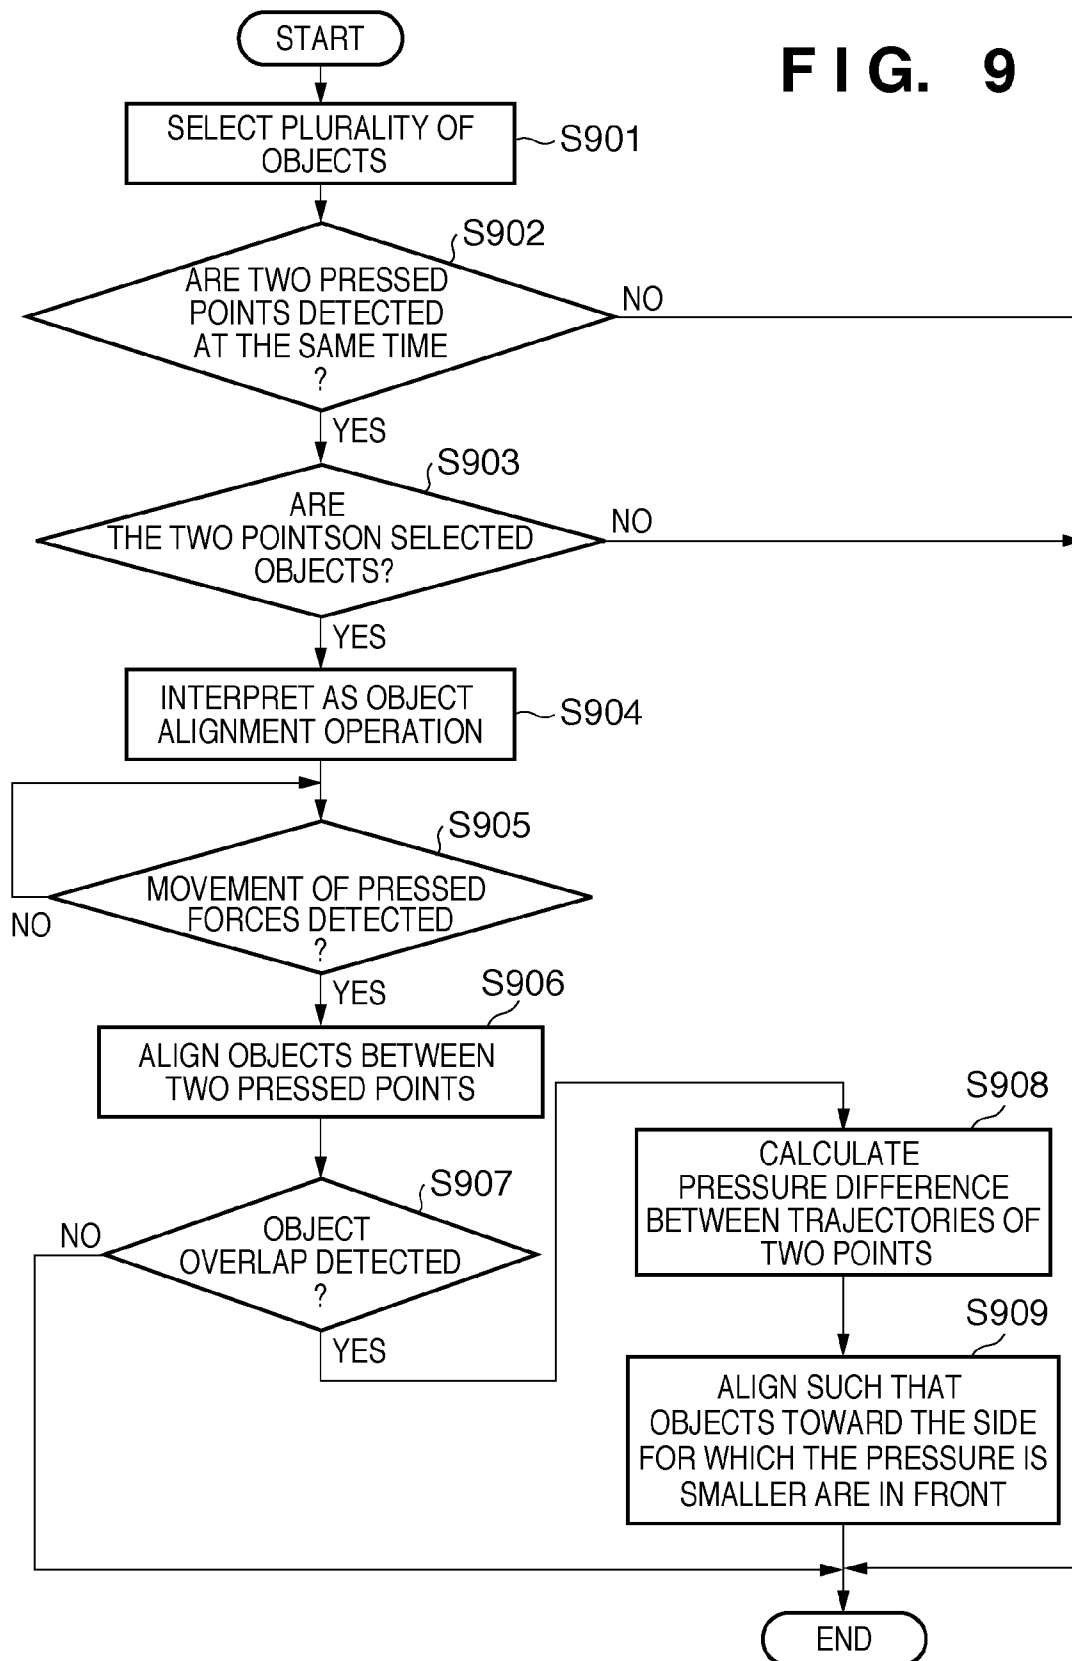 START
FIG. 9
SELECT PLURALITY OF
OBJECTS
S901
S902
ARE TWO PRESSED
POINTS DETECTED
AT THE SAME TIME
?
NO
YES
S903
ARE
THE TWO POINTSON SELECTED
OBJECTS?
NO
YES
INTERPRET AS OBJECT
ALIGNMENT OPERATION
S904
S905
MOVEMENT OF PRESSED
FORCES DETECTED
?
NO
YES
S906
ALIGN OBJECTS BETWEEN
TWO PRESSED POINTS
S907
OBJECT
OVERLAP DETECTED
?
NO
YES
S908
CALCULATE
PRESSURE DIFFERENCE
BETWEEN TRAJECTORIES OF
TWO POINTS
S909
ALIGN SUCH THAT
OBJECTS TOWARD THE SIDE
FOR WHICH THE PRESSURE IS
SMALLER ARE IN FRONT
END